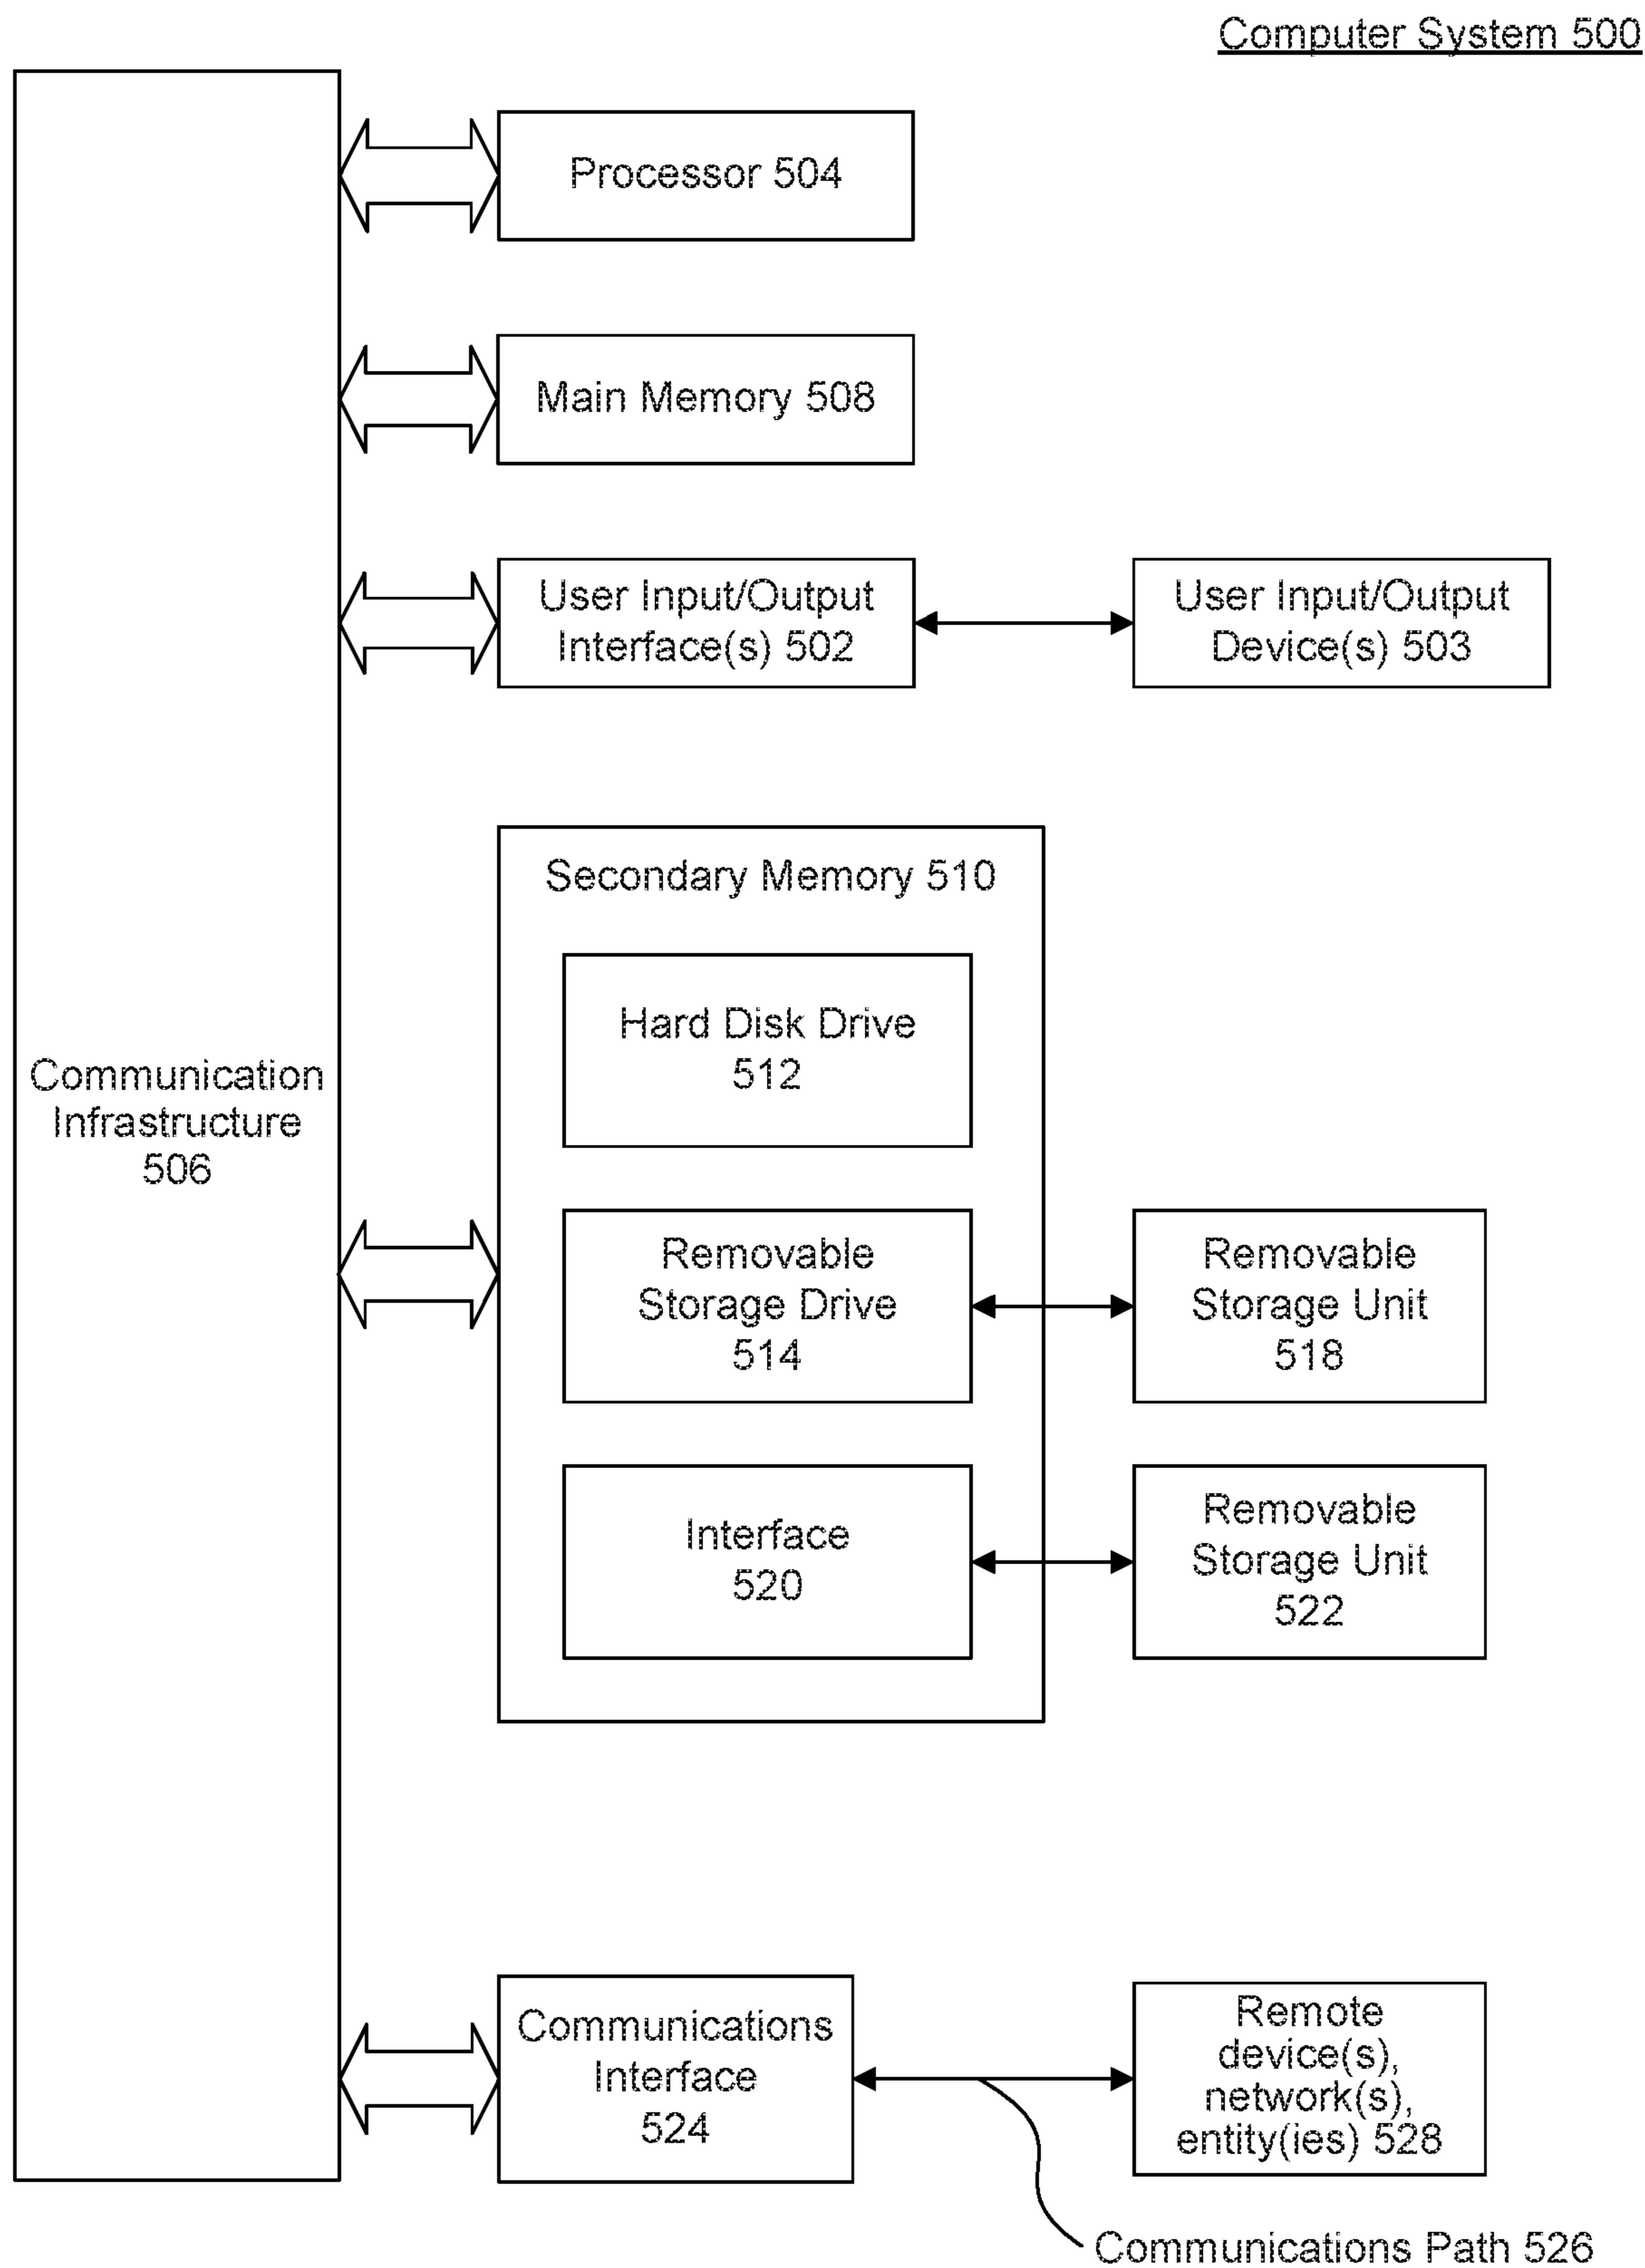 Computer System 500
Processor 504
Main Memory 508
User Input/Output
Interface(s) 502
User Input/Output
Device(s) 503
Secondary Memory 510
Hard Disk Drive
512
Communication
Infrastructure
506
Removable
Storage Drive
514
Removable
Storage Unit
518
Interface
520
Removable
Storage Unit
522
Communications
Interface
524
Remote
device(s),
network(s),
entity(ies) 528
Communications Path 526